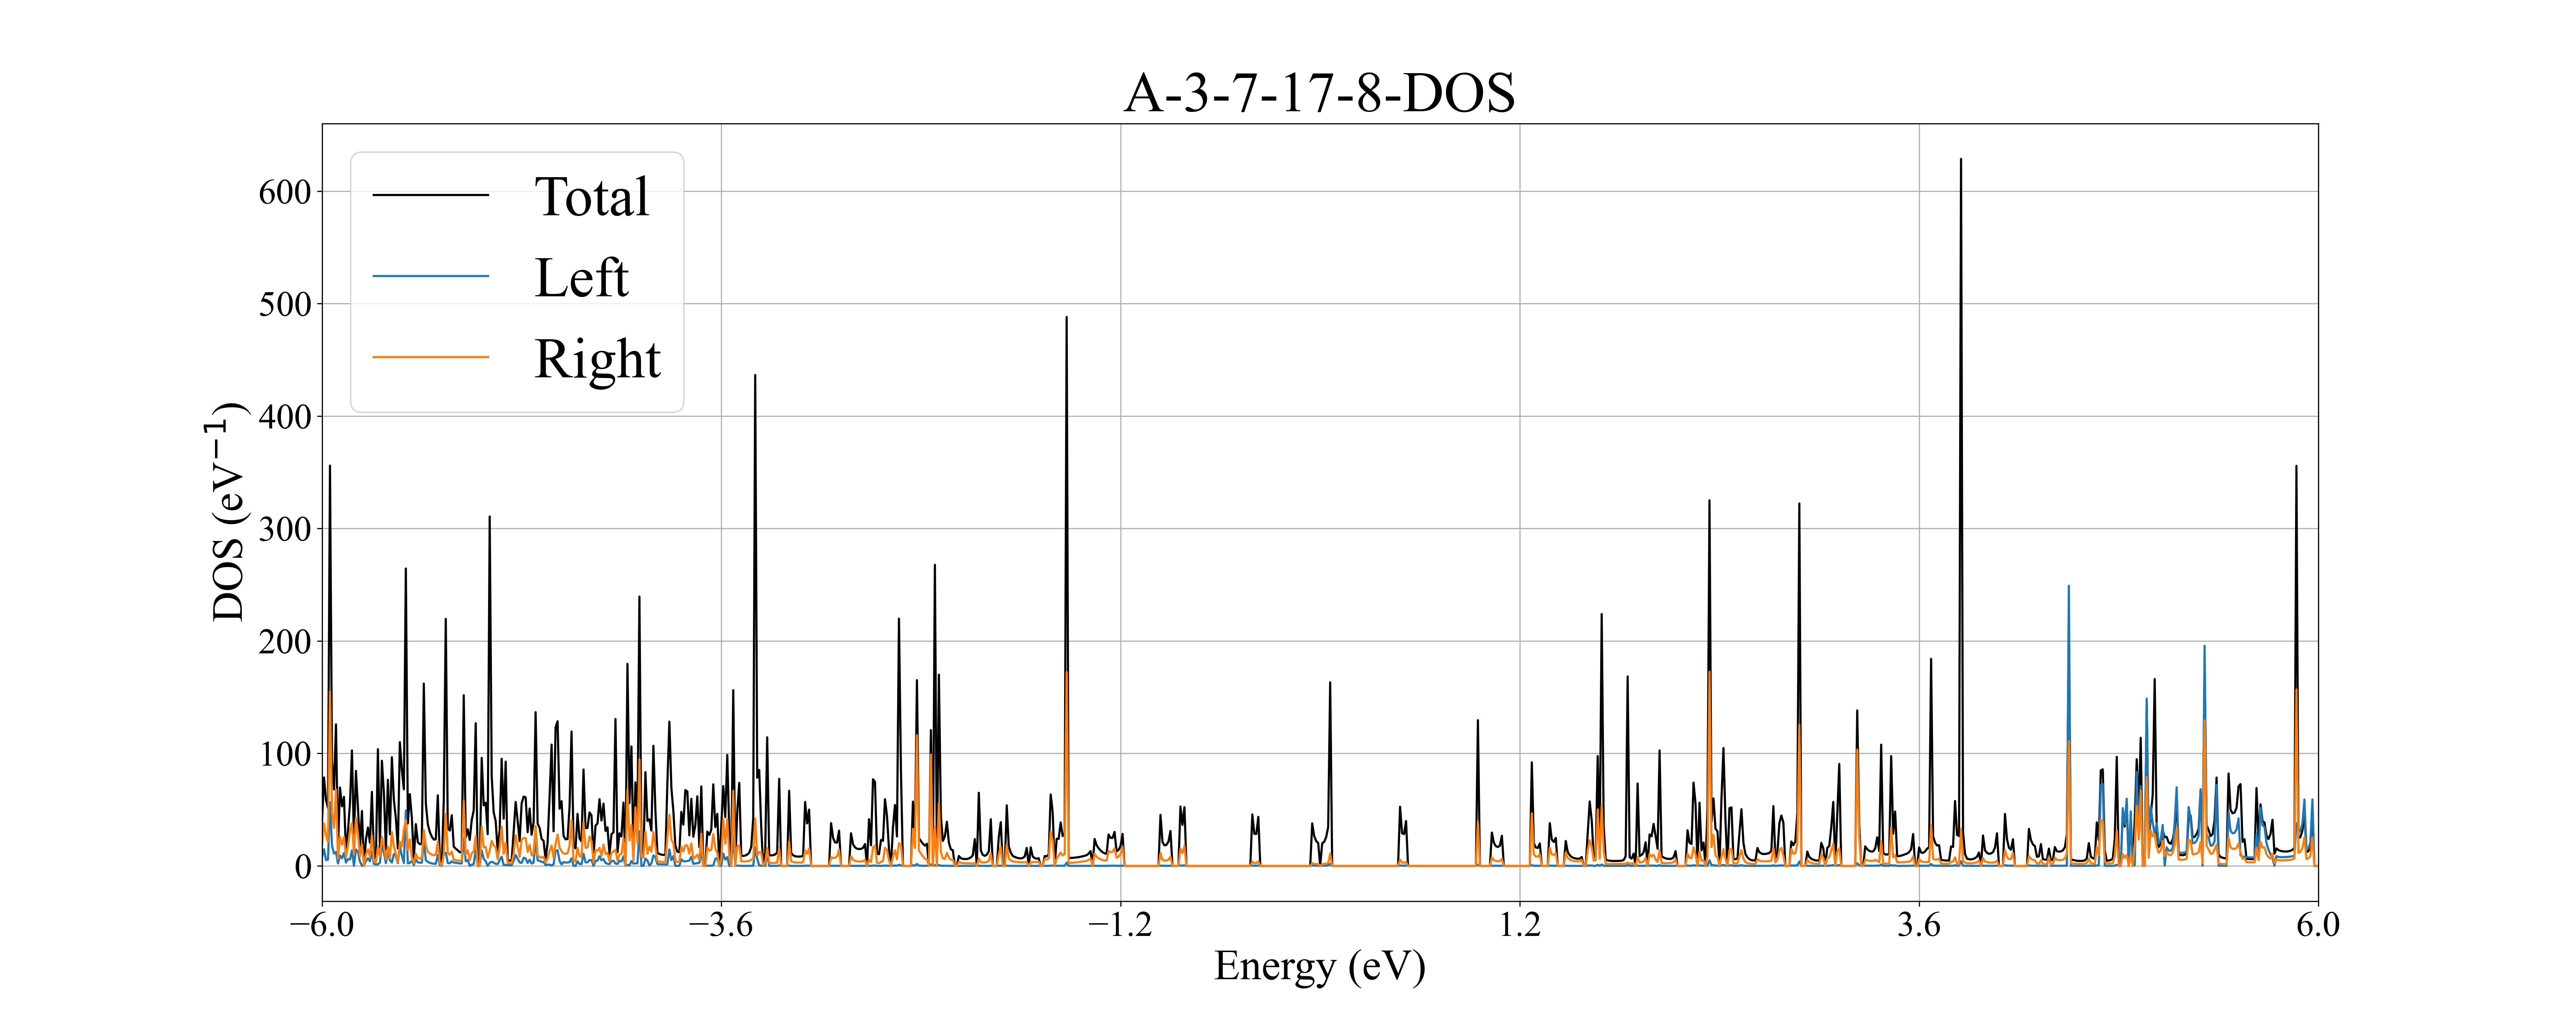 A-3-7-17-8-DOS
Total
Left
Right
DOS (eV⁻¹)
600
500
400
300
200
100
0
−6.0
−3.6
−1.2
1.2
3.6
6.0
Energy (eV)